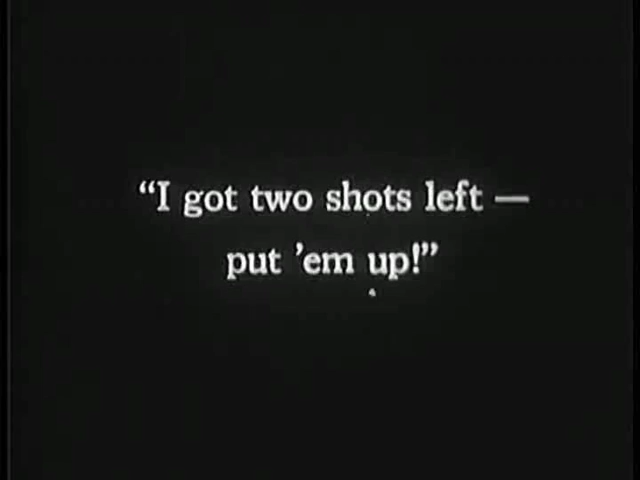 “I got two shots left —
put ’em up!”